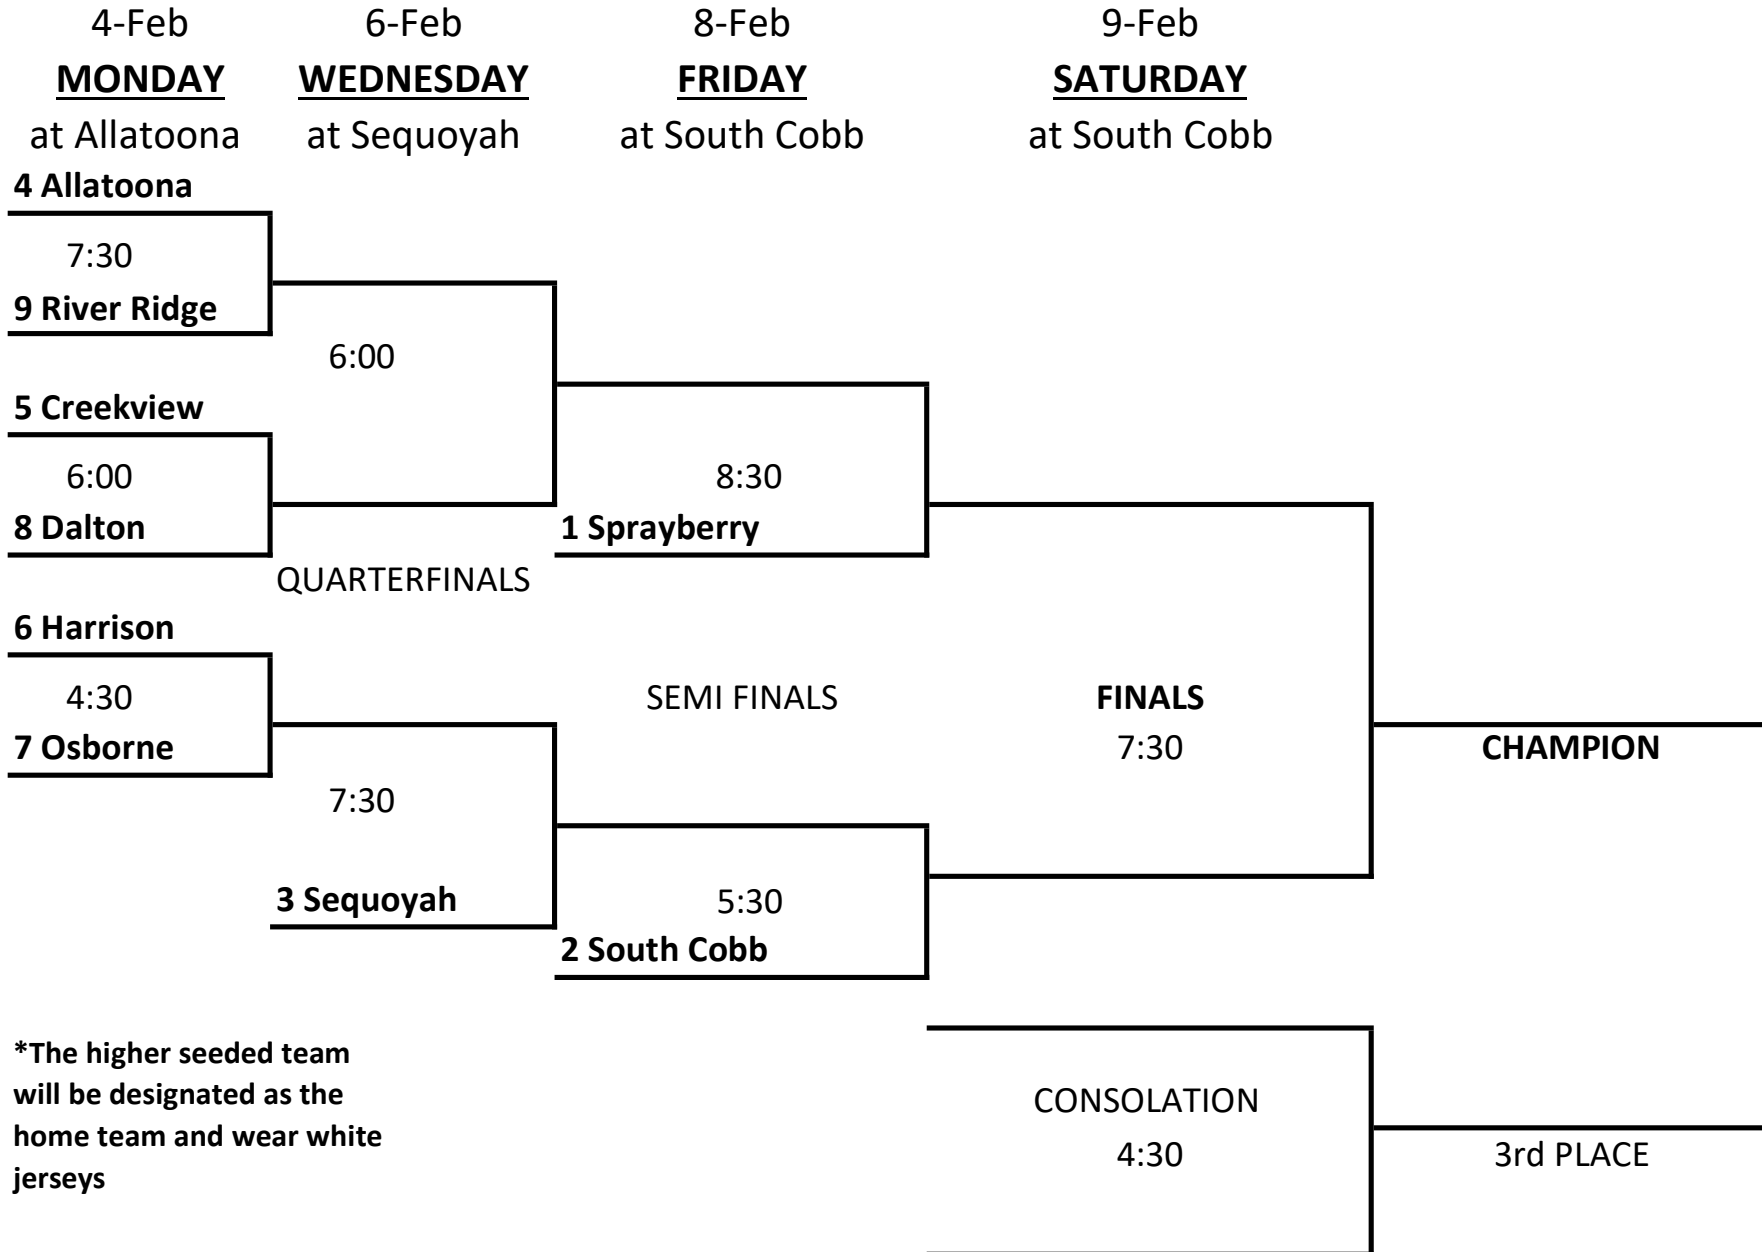 4-Feb 6-Feb 8-Feb 9-Feb
MONDAY WEDNESDAY FRIDAY SATURDAY
at Allatoona at Sequoyah at South Cobb at South Cobb
4 Allatoona
7:30
9 River Ridge
6:00
5 Creekview
6:00 8:30
8 Dalton 1 Sprayberry
QUARTERFINALS
6 Harrison
4:30 SEMI FINALS FINALS
7 Osborne 7:30 CHAMPION
7:30
3 Sequoyah 5:30
2 South Cobb
*The higher seeded team
will be designated as the
home team and wear white
jerseys
CONSOLATION
4:30 3rd PLACE